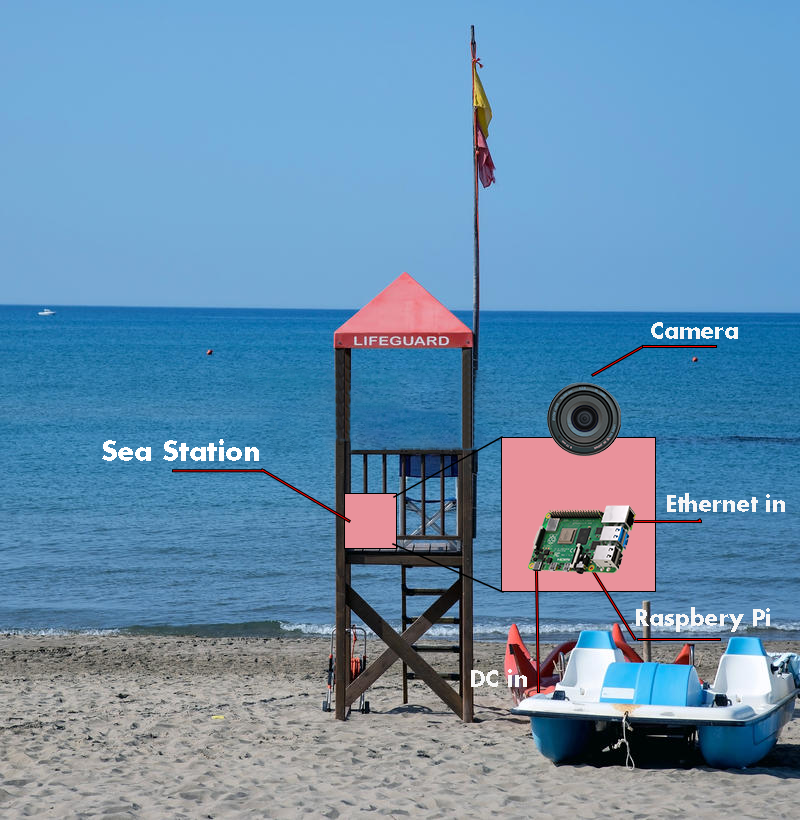 LIFEGUARD
Camera
Sea Station
Ethernet in
Raspbery Pi
DC in